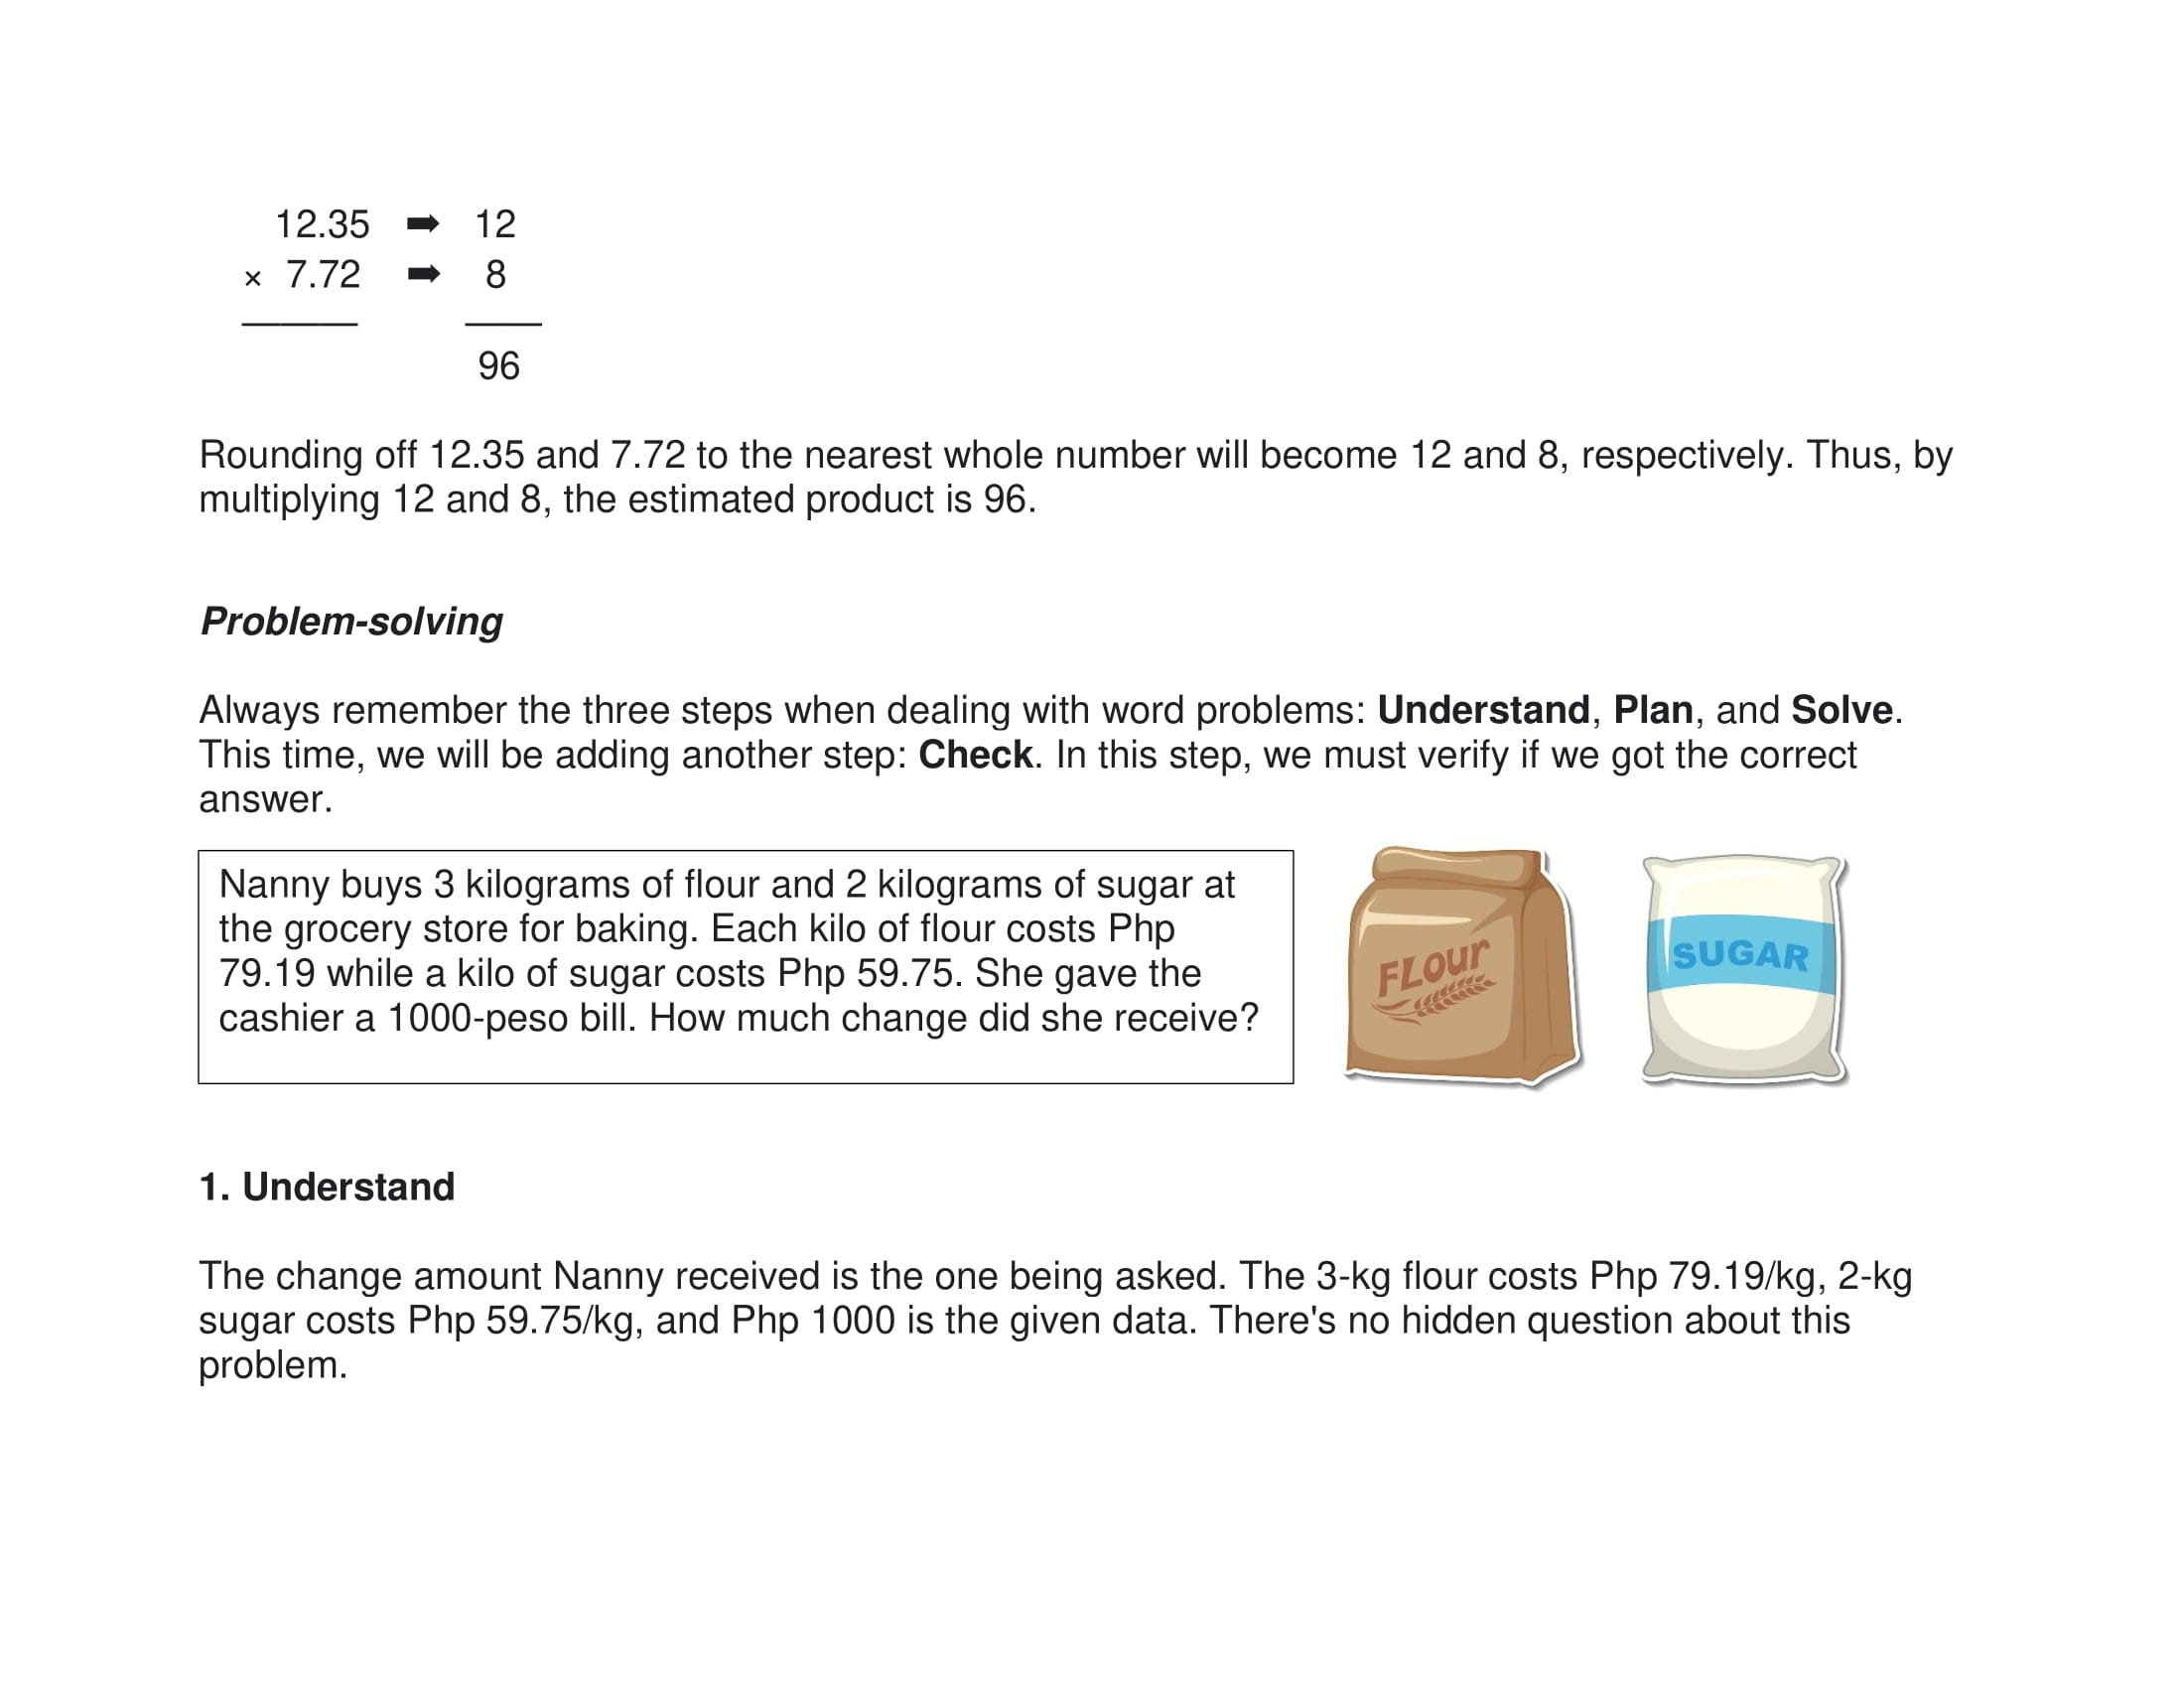 12.35 ➡ 12
× 7.72 ➡ 8
96
Rounding off 12.35 and 7.72 to the nearest whole number will become 12 and 8, respectively. Thus, by
multiplying 12 and 8, the estimated product is 96.
Problem-solving
Always remember the three steps when dealing with word problems: Understand, Plan, and Solve.
This time, we will be adding another step: Check. In this step, we must verify if we got the correct
answer.
Nanny buys 3 kilograms of flour and 2 kilograms of sugar at
the grocery store for baking. Each kilo of flour costs Php
79.19 while a kilo of sugar costs Php 59.75. She gave the
cashier a 1000-peso bill. How much change did she receive?
FLour
SUGAR
1. Understand
The change amount Nanny received is the one being asked. The 3-kg flour costs Php 79.19/kg, 2-kg
sugar costs Php 59.75/kg, and Php 1000 is the given data. There's no hidden question about this
problem.